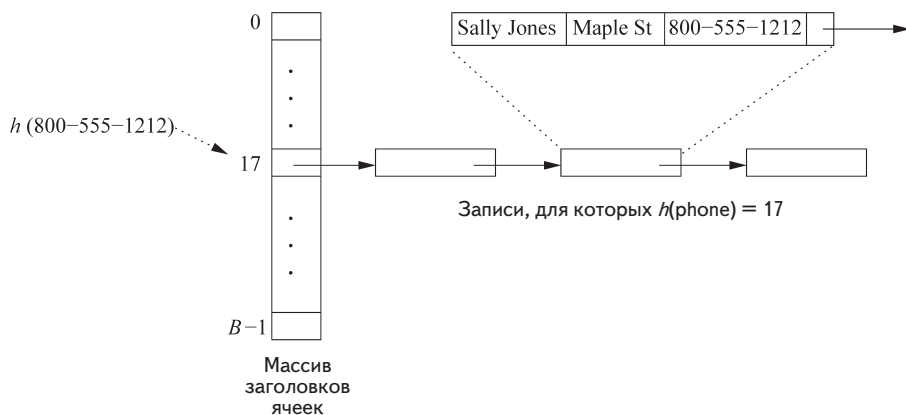 0
Sally Jones Maple St 800–555–1212
h (800–555–1212)
17
Записи, для которых h(phone) = 17
B–1
Массив
заголовков
ячеек